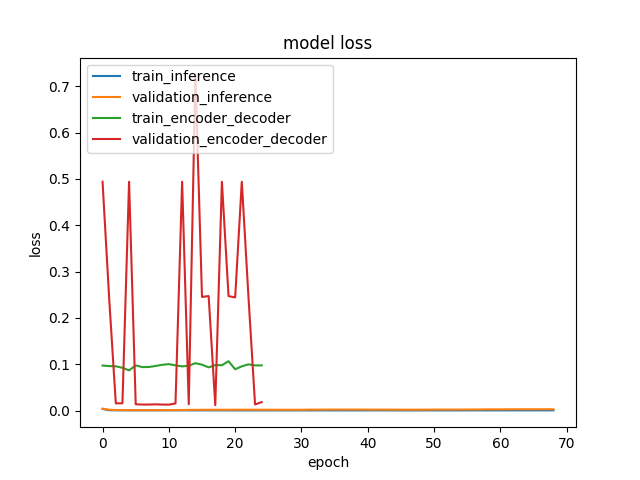 model loss
train_inference
validation_inference
train_encoder_decoder
validation_encoder_decoder
loss
0.7
0.6
0.5
0.4
0.3
0.2
0.1
0.0
0 10 20 30 40 50 60 70
epoch